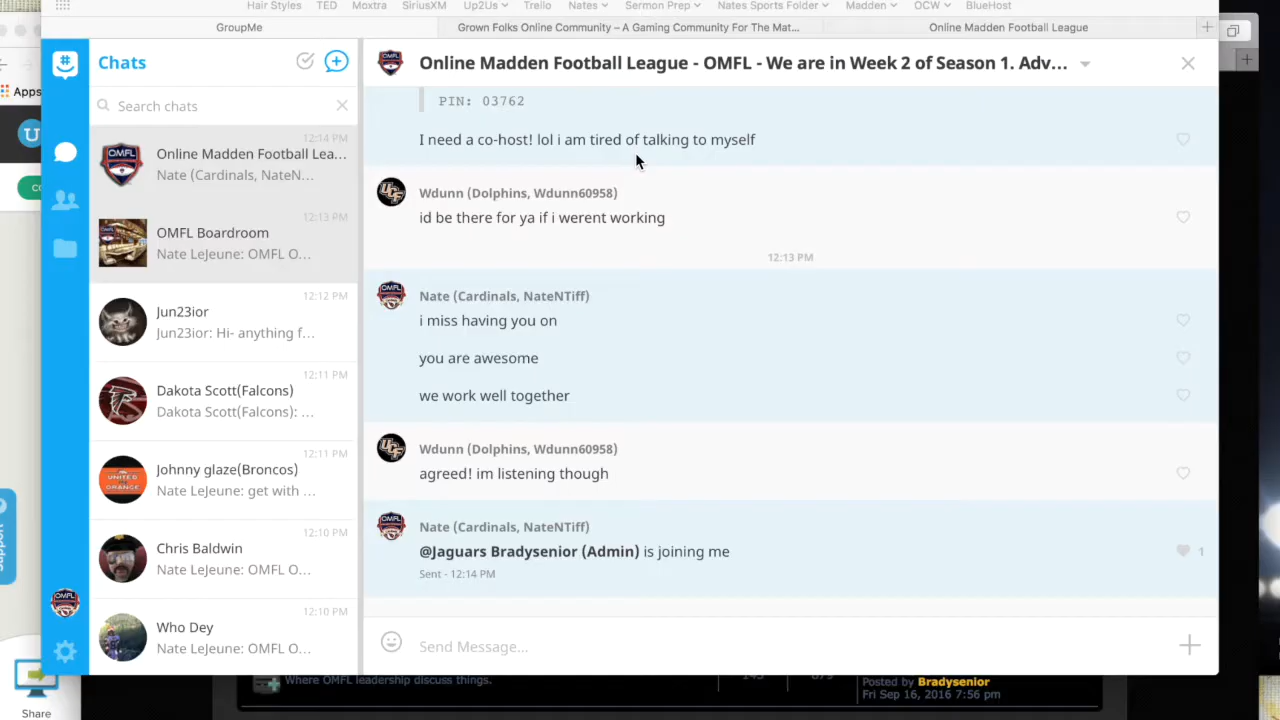 Hair Styles TED Moxtra SiriusXM Up2Us Trello Nates Sermon Prep Nates Sports Folder Madden OCW BlueHost
GroupMe Grown Folks Online Community – A Gaming Community For The Mat... Online Madden Football League
Apps
Chats
Search chats
12:14 PM
Online Madden Football Lea...
Nate (Cardinals, NateN...
12:13 PM
OMFL Boardroom
Nate LeJeune: OMFL O...
12:12 PM
Jun23ior
Jun23ior: Hi- anything f...
12:11 PM
Dakota Scott(Falcons)
Dakota Scott(Falcons): ...
12:11 PM
Johnny glaze(Broncos)
Nate LeJeune: get with ...
12:10 PM
Chris Baldwin
Nate LeJeune: OMFL O...
12:10 PM
Who Dey
Nate LeJeune: OMFL O...
Online Madden Football League - OMFL - We are in Week 2 of Season 1. Adv...
PIN: 03762
I need a co-host! lol i am tired of talking to myself
Wdunn (Dolphins, Wdunn60958)
id be there for ya if i werent working
12:13 PM
Nate (Cardinals, NateNTiff)
i miss having you on
you are awesome
we work well together
Wdunn (Dolphins, Wdunn60958)
agreed! im listening though
Nate (Cardinals, NateNTiff)
@Jaguars Bradysenior (Admin) is joining me
1
Sent - 12:14 PM
Send Message...
Support
Share
Where OMFL leadership discuss things.
Posted by Bradysenior
Fri Sep 16, 2016 7:56 pm